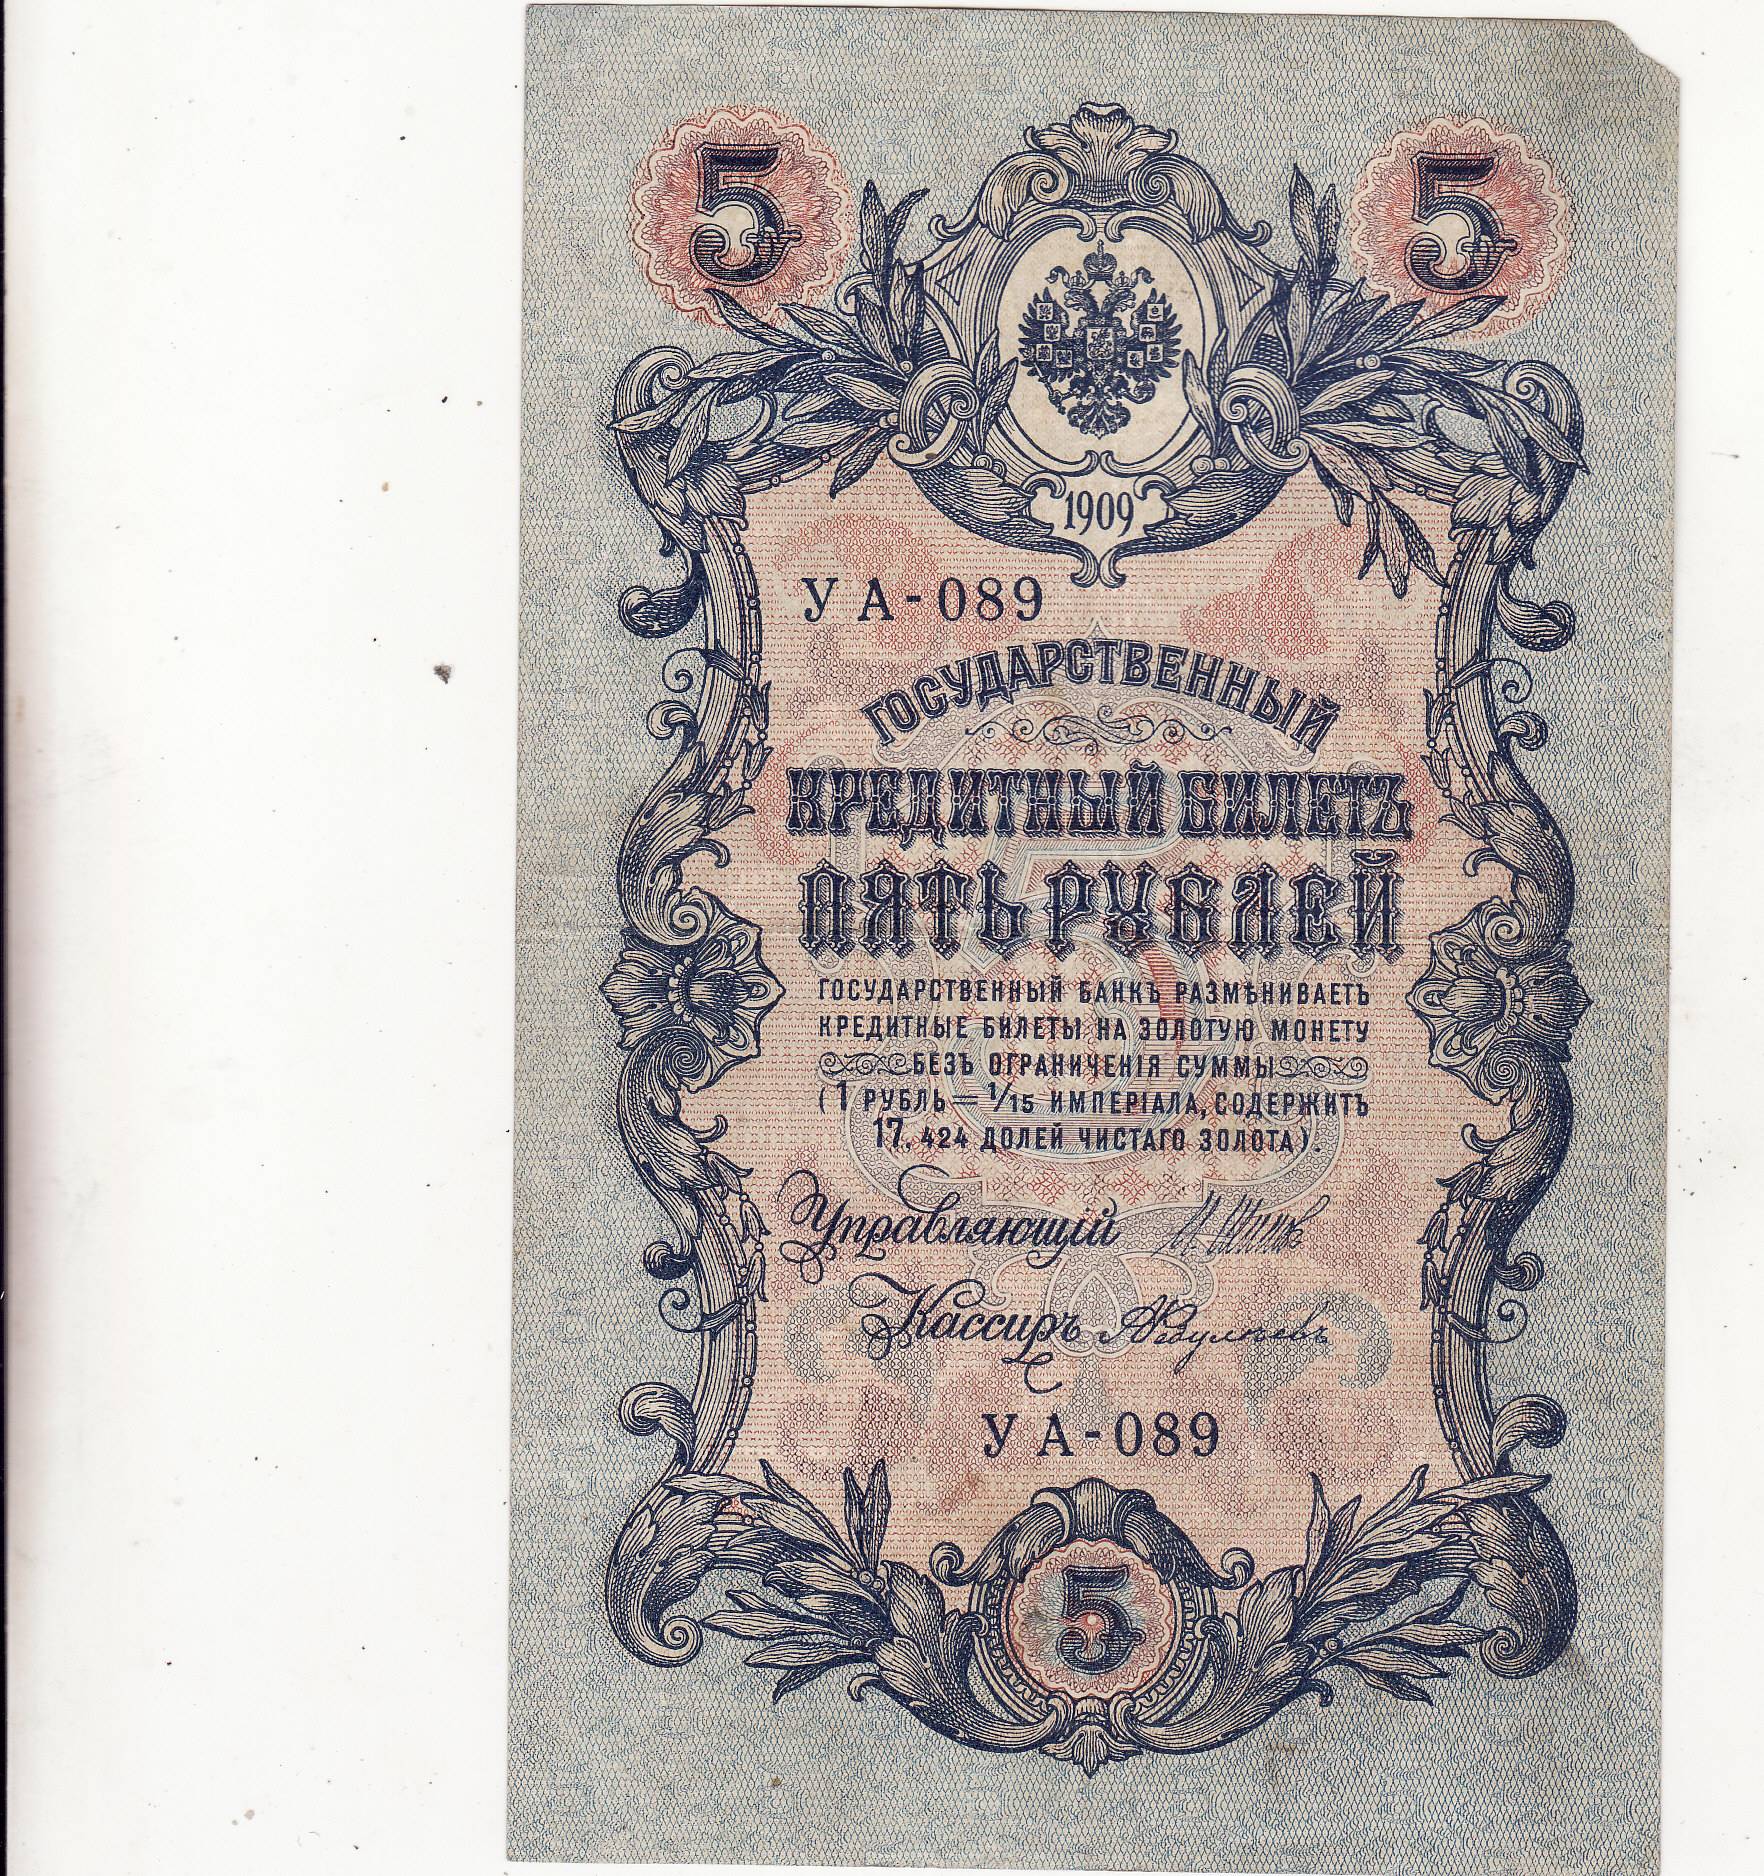 5 5
1909
УА-089
ГОСУДАРСТВЕННЫЙ
КРЕДИТНЫЙ БИЛЕТЪ
ПЯТЬ РУБЛЕЙ
ГОСУДАРСТВЕННЫЙ БАНКЪ РАЗМѢНИВАЕТЪ
КРЕДИТНЫЕ БИЛЕТЫ НА ЗОЛОТУЮ МОНЕТУ
БЕЗЪ ОГРАНИЧЕНІЯ СУММЫ
(1 РУБЛЬ = 1/15 ИМПЕРІАЛА, СОДЕРЖИТЪ
17,424 ДОЛЕЙ ЧИСТАГО ЗОЛОТА).
Управляющій
Кассиръ
УА-089
5